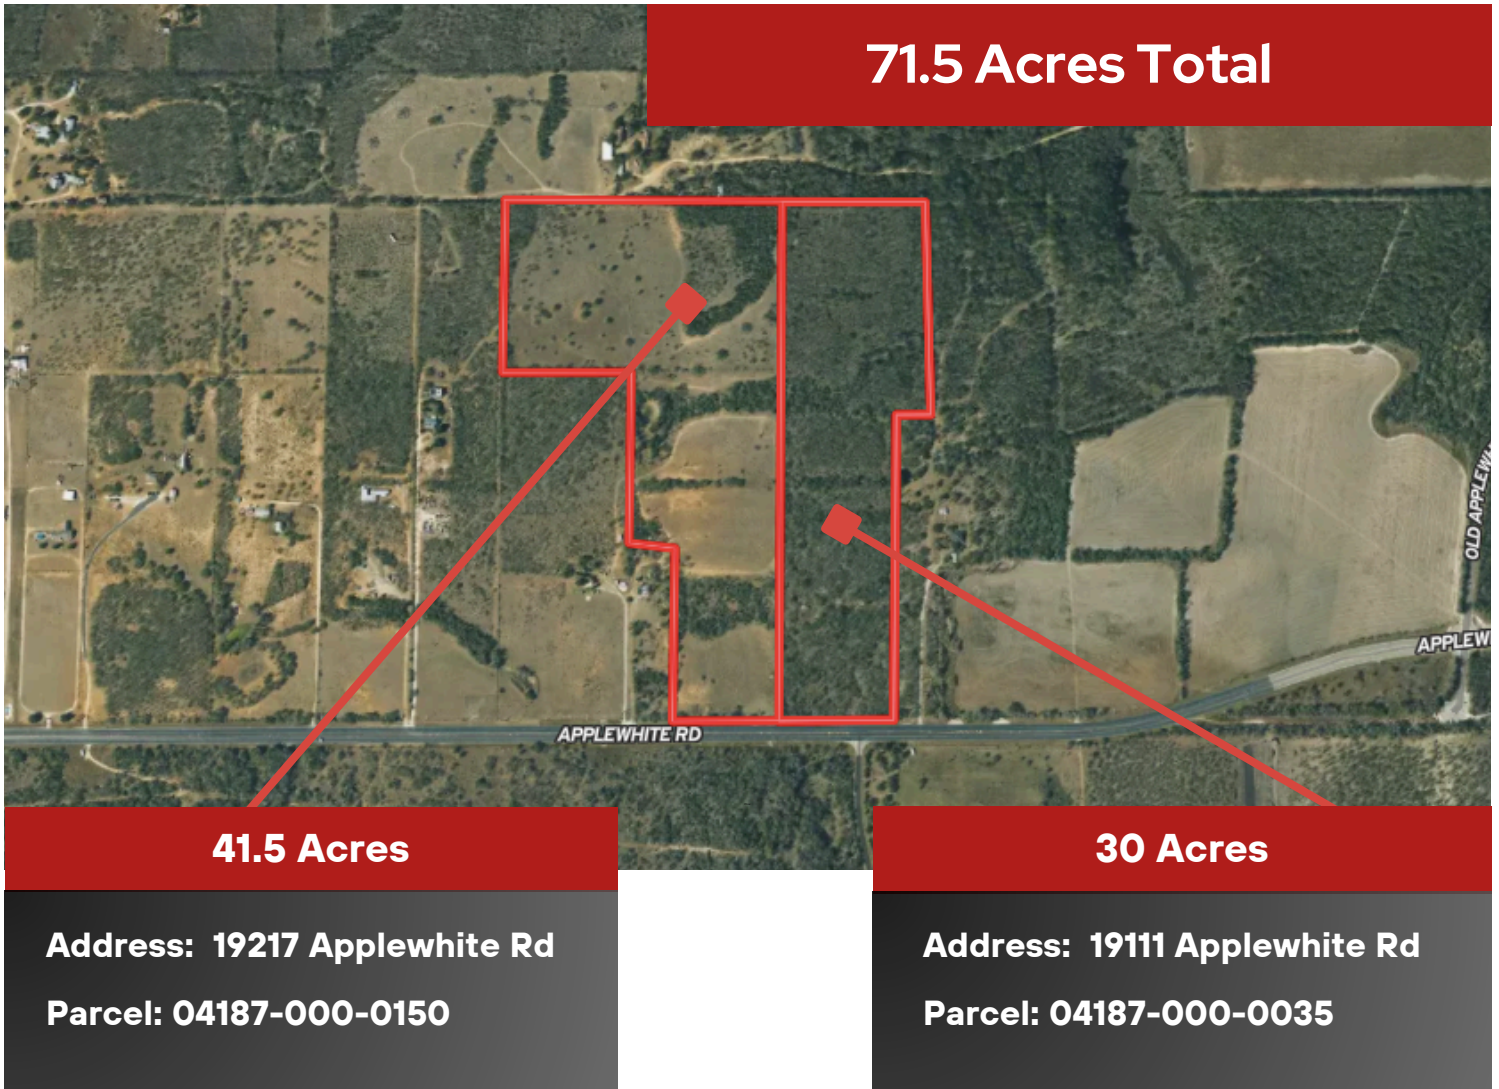 71.5 Acres Total
OLD APPLEWH
APPLEW
APPLEWHITE RD
41.5 Acres
Address: 19217 Applewhite Rd
Parcel: 04187-000-0150
30 Acres
Address: 19111 Applewhite Rd
Parcel: 04187-000-0035